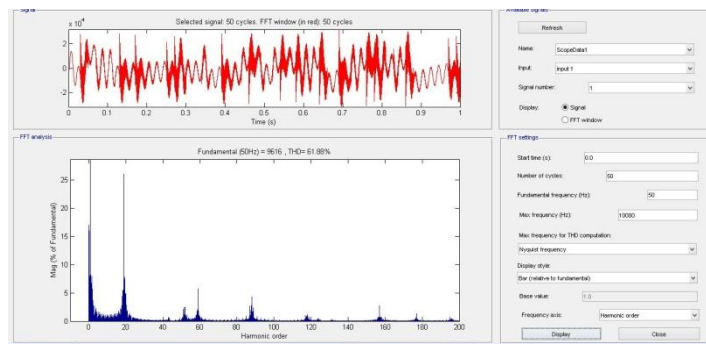 Signal
Selected signal: 50 cycles. FFT window (in red): 50 cycles
x 10^4
2
0
-2
0 0.1 0.2 0.3 0.4 0.5 0.6 0.7 0.8 0.9 1
Time (s)
FFT analysis
Fundamental (50Hz) = 9616 , THD= 61.88%
25
20
15
10
5
0
Mag (% of Fundamental)
0 20 40 60 80 100 120 140 160 180 200
Harmonic order
Available signals
Refresh
Name: ScopeData1
Input: input 1
Signal number: 1
Display: Signal
FFT window
FFT settings
Start time (s): 0.0
Number of cycles: 50
Fundamental frequency (Hz): 50
Max frequency (Hz): 10000
Max frequency for THD computation:
Nyquist frequency
Display style:
Bar (relative to fundamental)
Base value: 1.0
Frequency axis: Harmonic order
Display Close